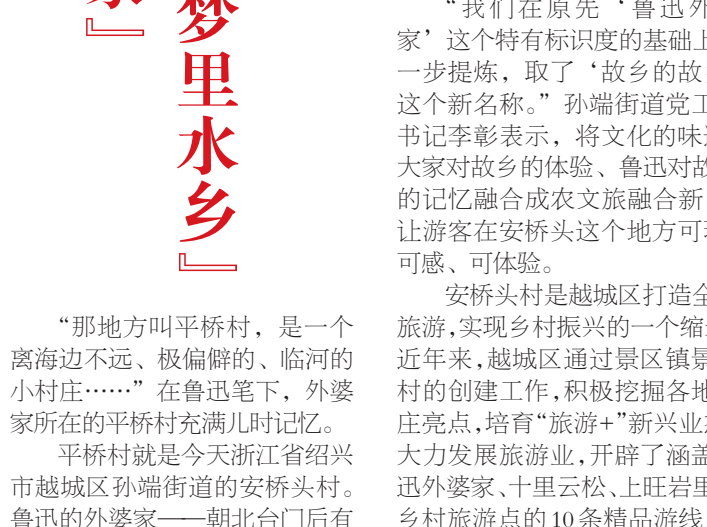 梦里水乡』
』
“那地方叫平桥村，是一个
离海边不远、极偏僻的、临河的
小村庄……”在鲁迅笔下，外婆
家所在的平桥村充满儿时记忆。
平桥村就是今天浙江省绍兴
市越城区孙端街道的安桥头村。
鲁迅的外婆家——朝北台门后有
“我们在原先‘鲁迅外
家’这个特有标识度的基础上
一步提炼，取了‘故乡的故
这个新名称。”孙端街道党工
书记李彰表示，将文化的味
大家对故乡的体验、鲁迅对故
的记忆融合成农文旅融合新
让游客在安桥头这个地方可
可感、可体验。
安桥头村是越城区打造全
旅游，实现乡村振兴的一个缩
近年来，越城区通过景区镇景
村的创建工作，积极挖掘各地
庄亮点，培育“旅游+”新兴业
大力发展旅游业，开辟了涵盖
迅外婆家、十里云松、上旺岩里
乡村旅游点的10条精品游线